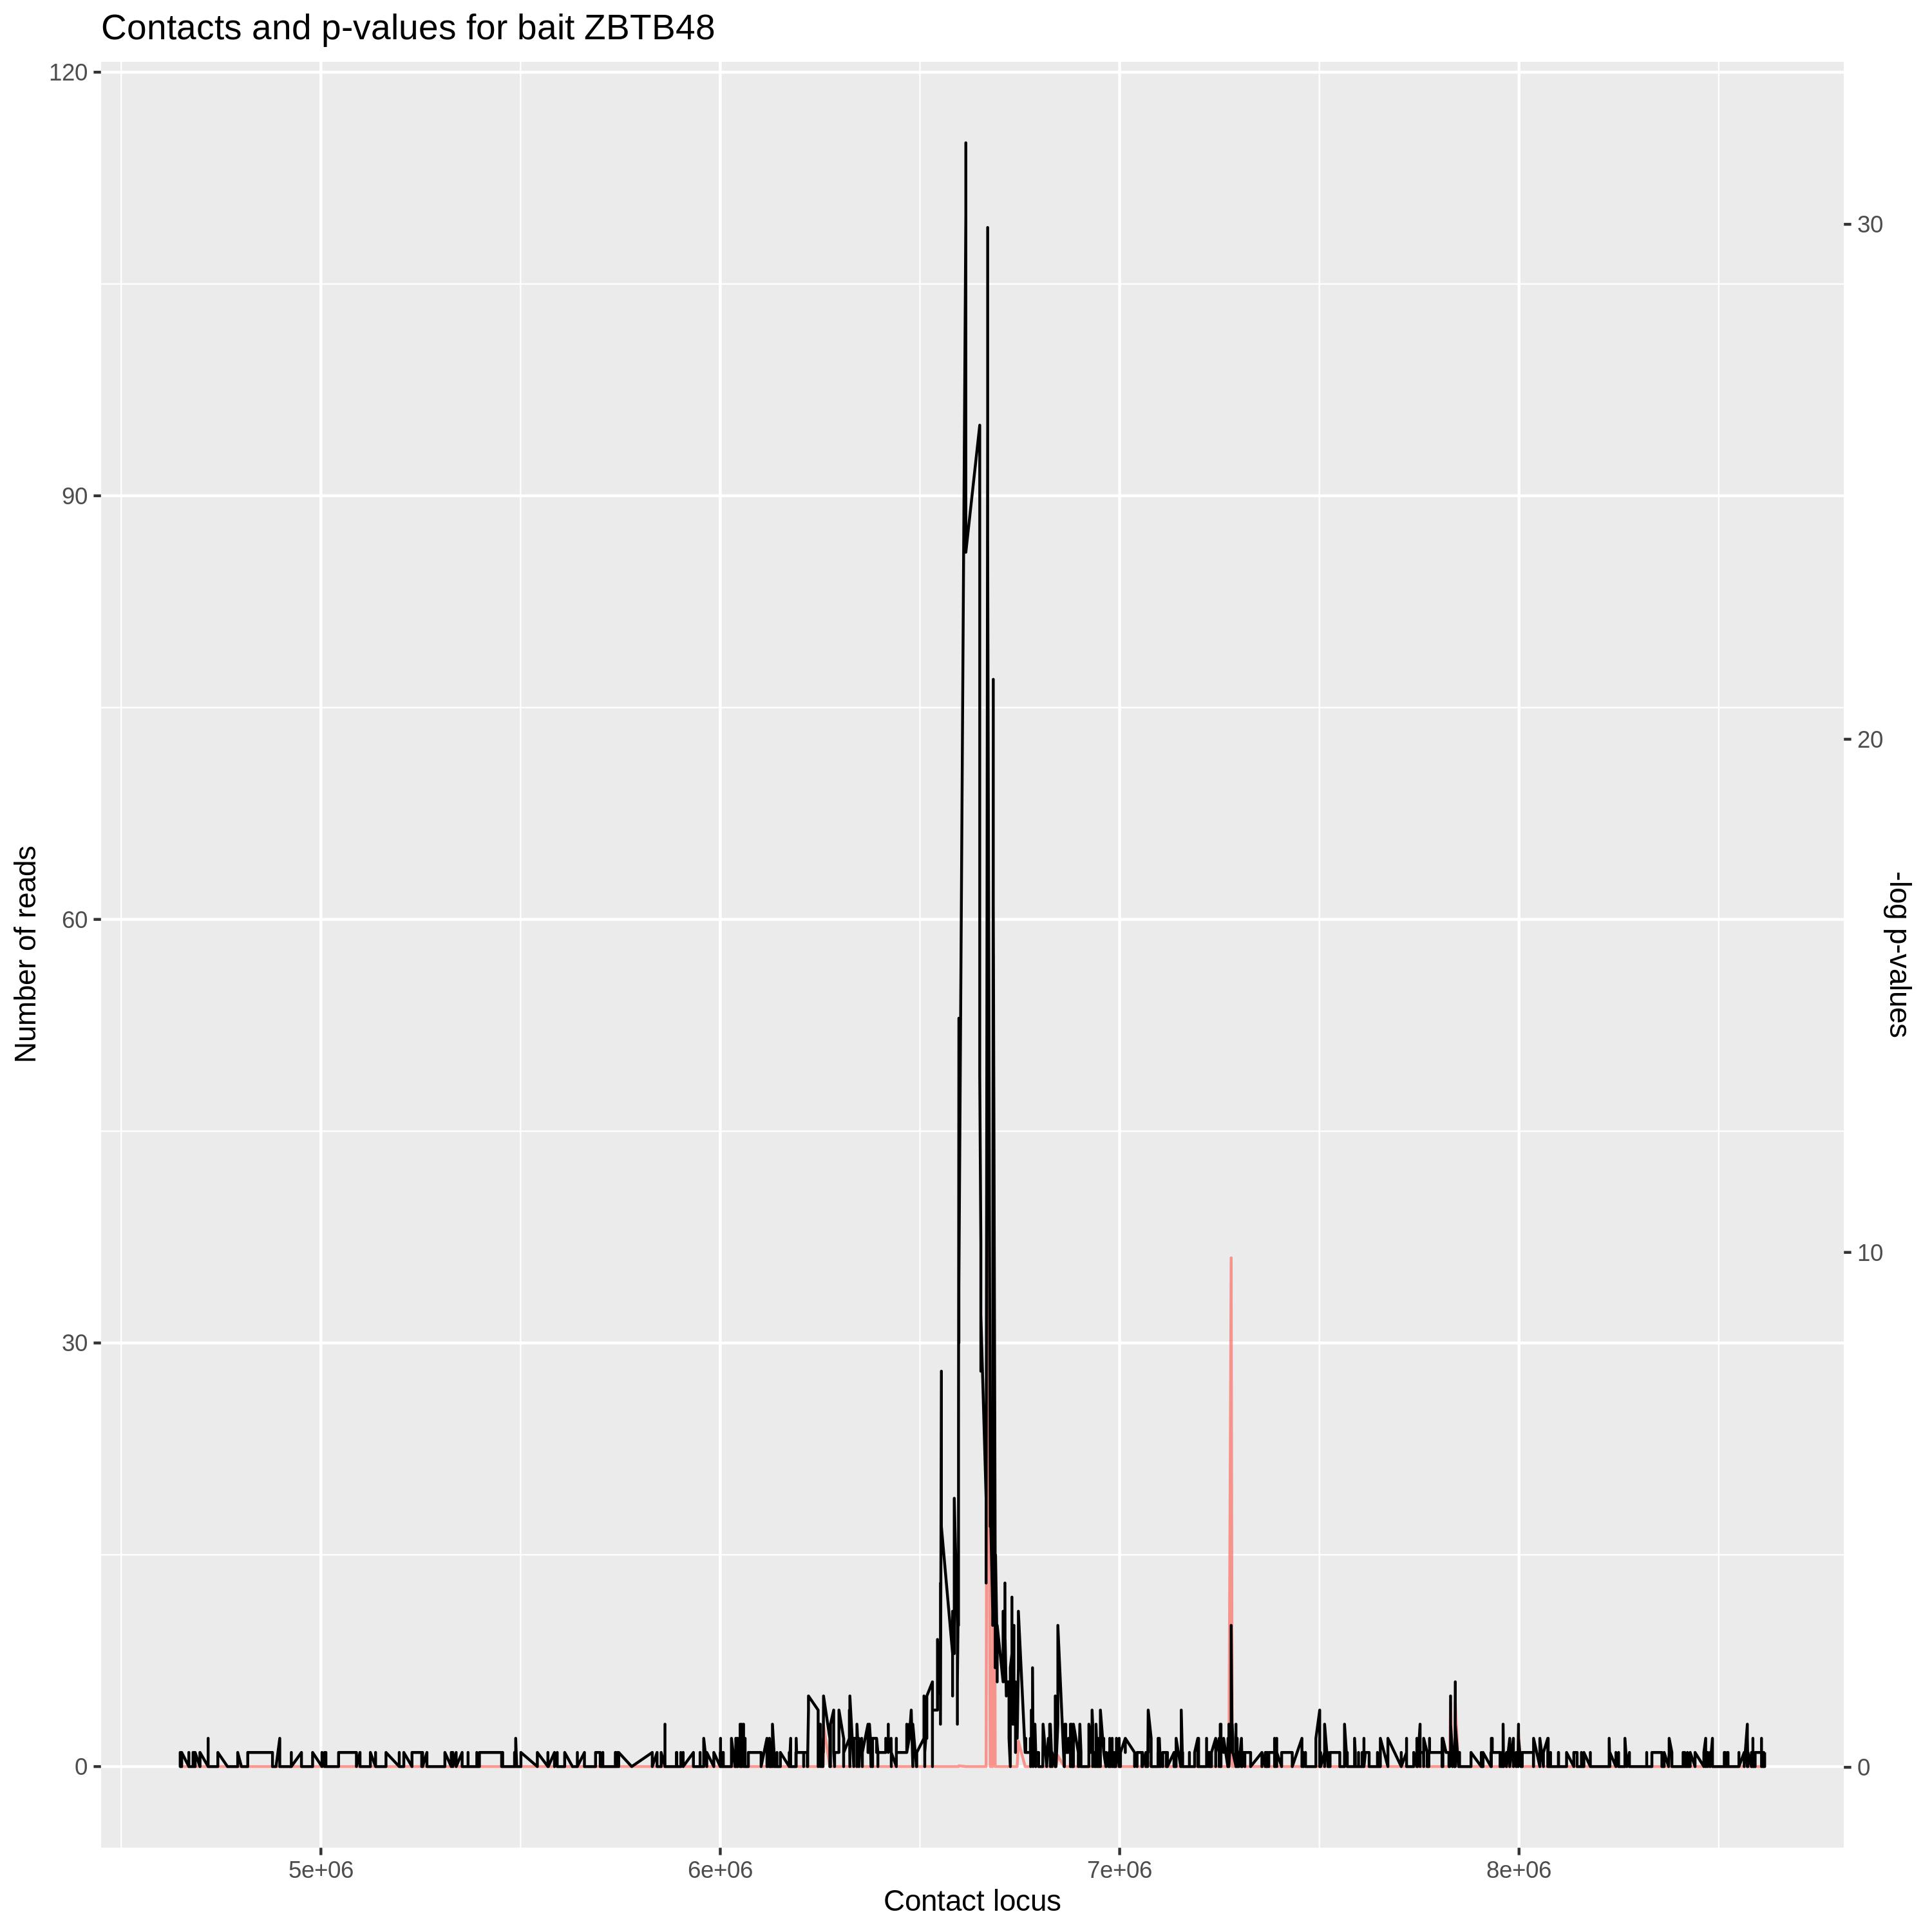 Contacts and p-values for bait ZBTB48
120
90
60
30
0
Number of reads
30
20
10
0
-log p-values
5e+06 6e+06 7e+06 8e+06
Contact locus